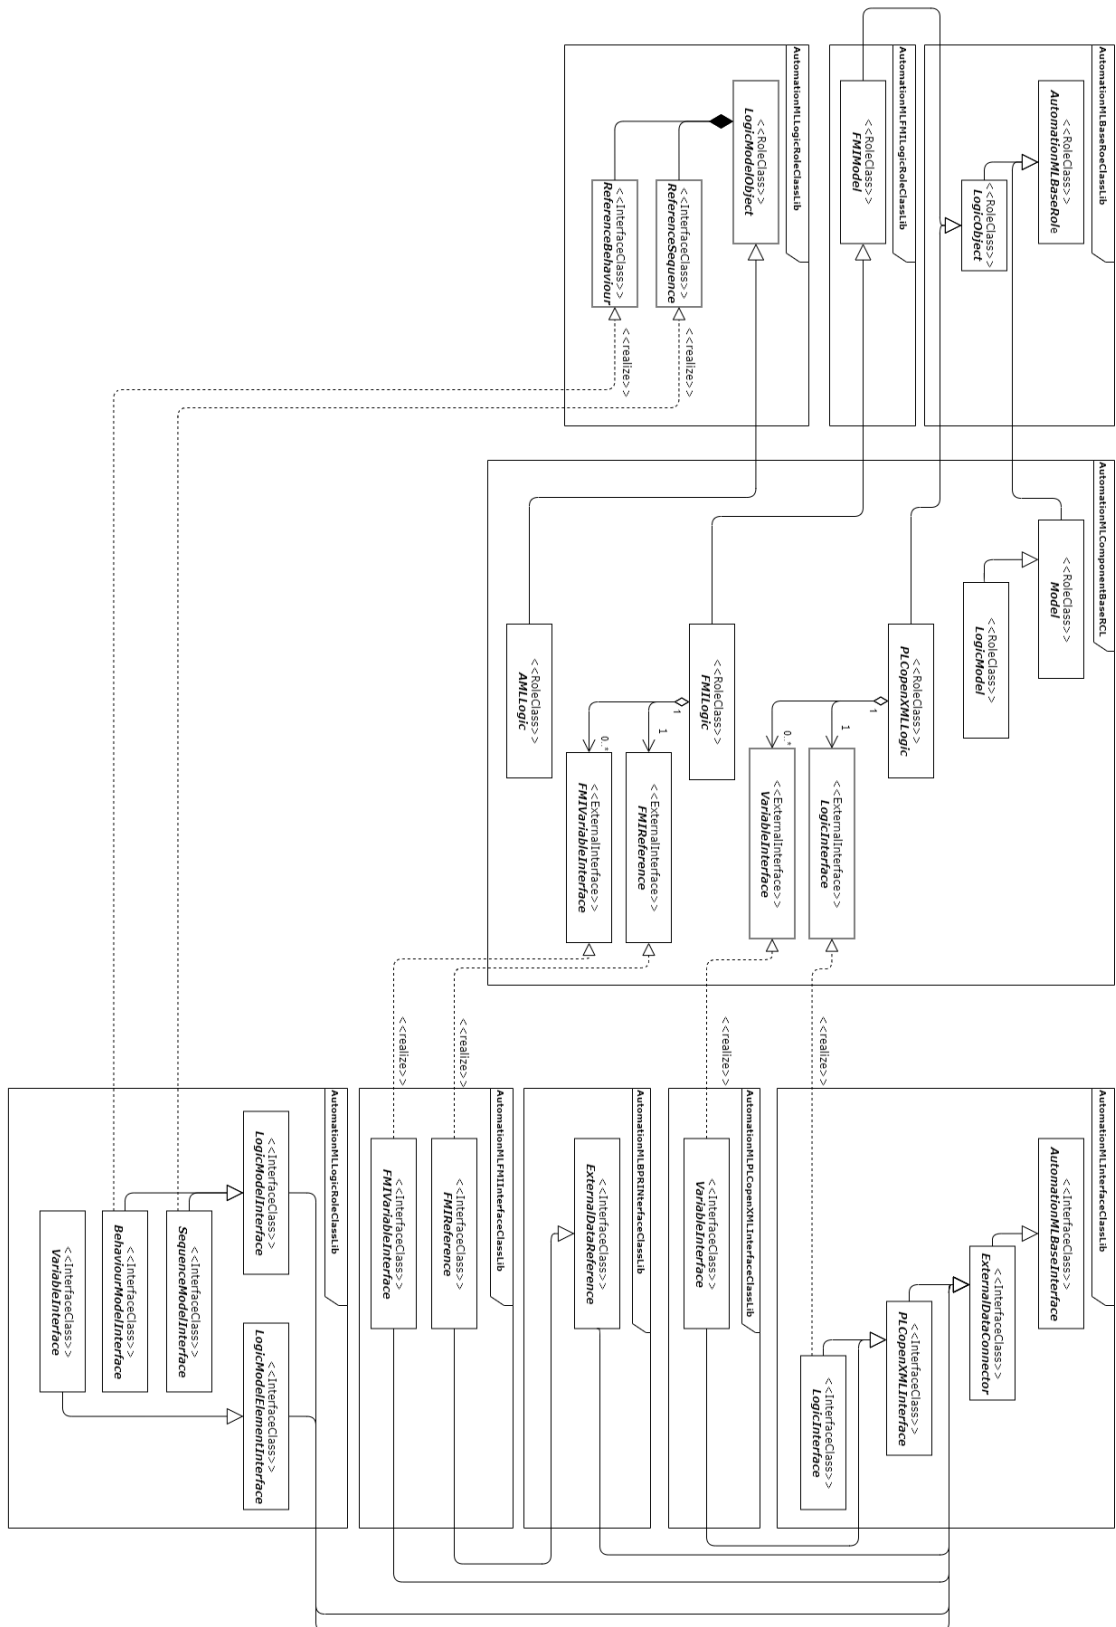 AutomationMLBaseRoeClassLib
<<RoleClass>>
AutomationMLBaseRole
<<RoleClass>>
LogicObject
AutomationMLFMILogicRoleClassLib
<<RoleClass>>
FMIModel
AutomationMLLogicRoleClassLib
<<RoleClass>>
LogicModelObject
<<InterfaceClass>>
ReferenceSequence
<<InterfaceClass>>
ReferenceBehaviour
<<realize>>
<<realize>>
AutomationMLComponentBaseRCL
<<RoleClass>>
Model
<<RoleClass>>
LogicModel
<<RoleClass>>
PLCopenXMLLogic
1
1
0..*
<<ExternalInterface>>
LogicInterface
<<ExternalInterface>>
VariableInterface
<<RoleClass>>
FMILogic
1
1
0..*
<<ExternalInterface>>
FMIReference
<<ExternalInterface>>
FMIVariableInterface
<<RoleClass>>
AMLLogic
<<realize>>
<<realize>>
<<realize>>
<<realize>>
AutomationMLInterfaceClassLib
<<InterfaceClass>>
AutomationMLBaseInterface
<<InterfaceClass>>
ExternalDataConnector
<<InterfaceClass>>
PLCopenXMLInterface
<<InterfaceClass>>
LogicInterface
AutomationMLPLCopenXMLInterfaceClassLib
<<InterfaceClass>>
VariableInterface
AutomationMLBPRINterfaceClassLib
<<InterfaceClass>>
ExternalDataReference
AutomationMLFMIInterfaceClassLib
<<InterfaceClass>>
FMIReference
<<InterfaceClass>>
FMIVariableInterface
AutomationMLLogicRoleClassLib
<<InterfaceClass>>
LogicModelInterface
<<InterfaceClass>>
LogicModelElementInterface
<<InterfaceClass>>
SequenceModelInterface
<<InterfaceClass>>
BehaviourModelInterface
<<InterfaceClass>>
VariableInterface